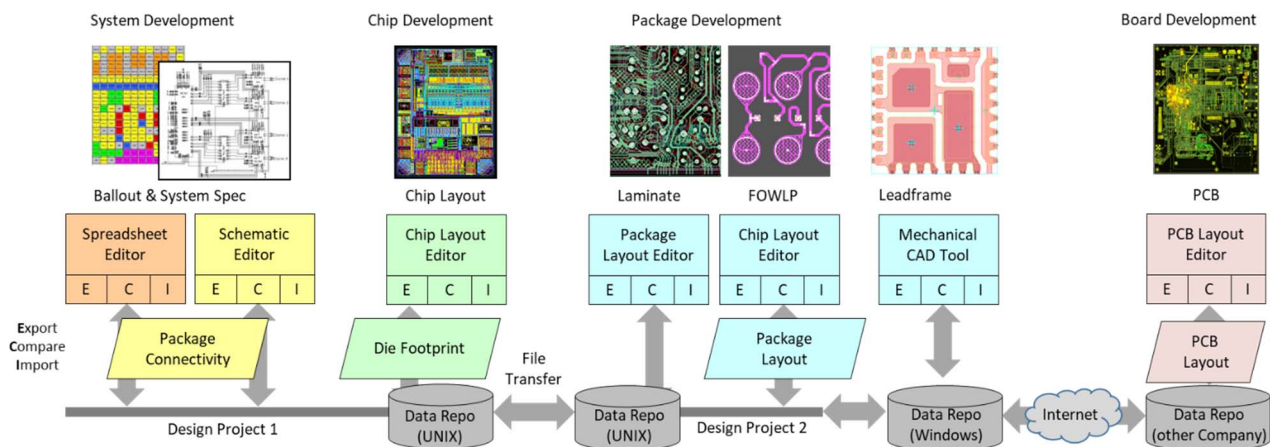 System Development
Chip Development
Package Development
Board Development
Ballout & System Spec
Chip Layout
Laminate
FOWLP
Leadframe
PCB
Spreadsheet
Editor
E C I
Schematic
Editor
E C I
Chip Layout
Editor
E C I
Package
Layout Editor
E C I
Chip Layout
Editor
E C I
Mechanical
CAD Tool
E C I
PCB Layout
Editor
E C I
Export
Compare
Import
Package
Connectivity
Die Footprint
File
Transfer
Package
Layout
PCB
Layout
Design Project 1
Data Repo
(UNIX)
Data Repo
(UNIX)
Design Project 2
Data Repo
(Windows)
Internet
Data Repo
(other Company)